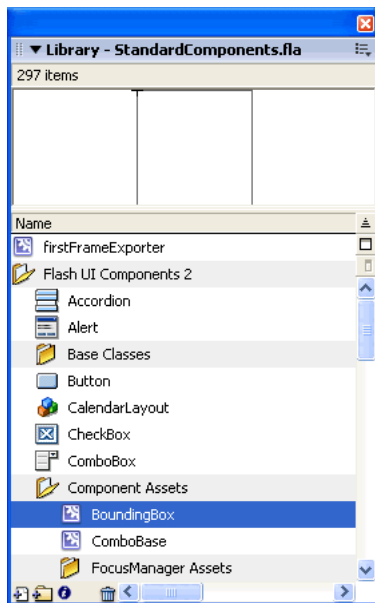 Library - StandardComponents.fla
297 items
Name
firstFrameExporter
Flash UI Components 2
Accordion
Alert
Base Classes
Button
CalendarLayout
CheckBox
ComboBox
Component Assets
BoundingBox
ComboBase
FocusManager Assets